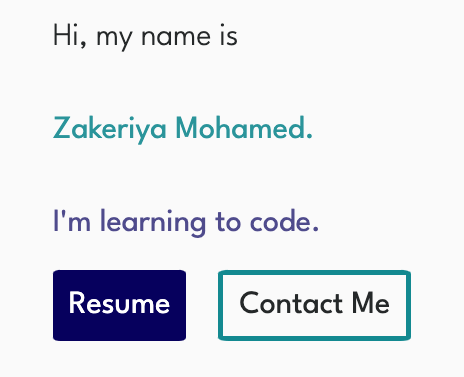 Hi, my name is
Zakeriya Mohamed.
I'm learning to code.
Resume Contact Me